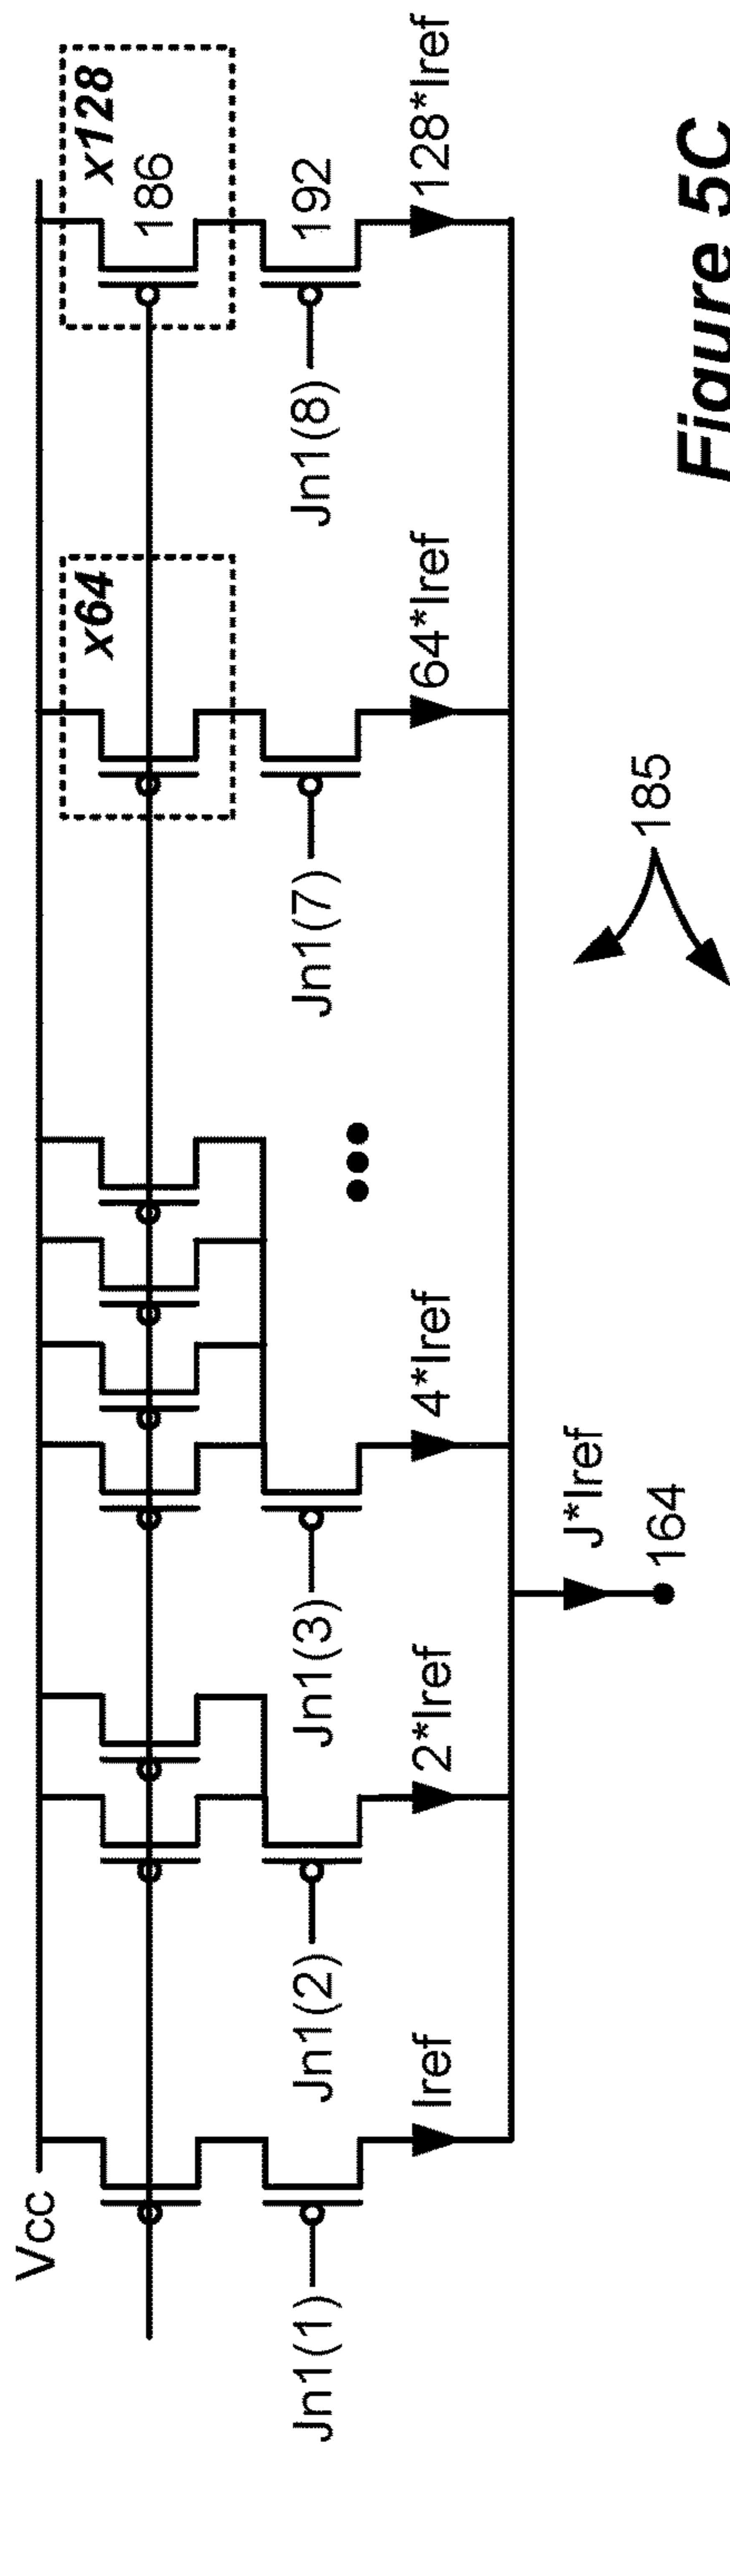 Vcc
x64
x128
186
192
Jn1(1)
Jn1(2)
Jn1(3)
Jn1(7)
Jn1(8)
Iref
2*Iref
4*Iref
64*Iref
128*Iref
J*Iref
164
185
Figure 5C